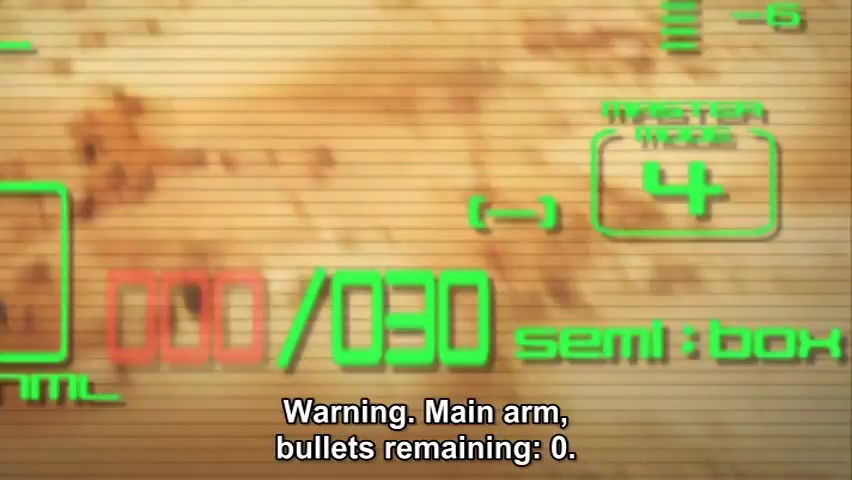 -6
MASTER
MODE
4
[—]
000/030
semi:box
Warning. Main arm,
bullets remaining: 0.